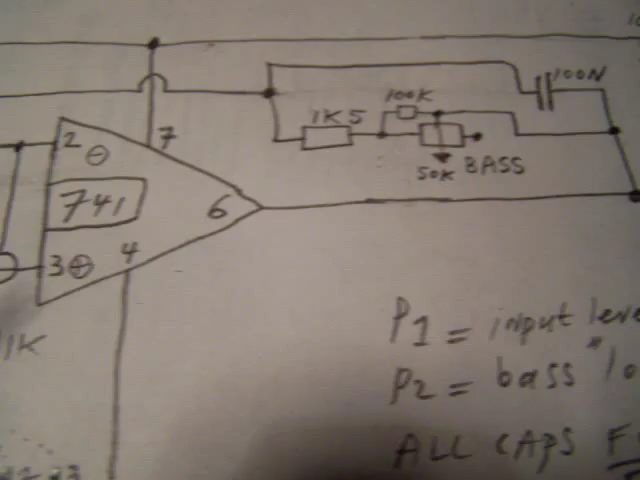 100N
1K5
100K
50K BASS
2
7
741
6
3
4
1K
P1 = input leve
P2 = bass "lo
ALL CAPS F